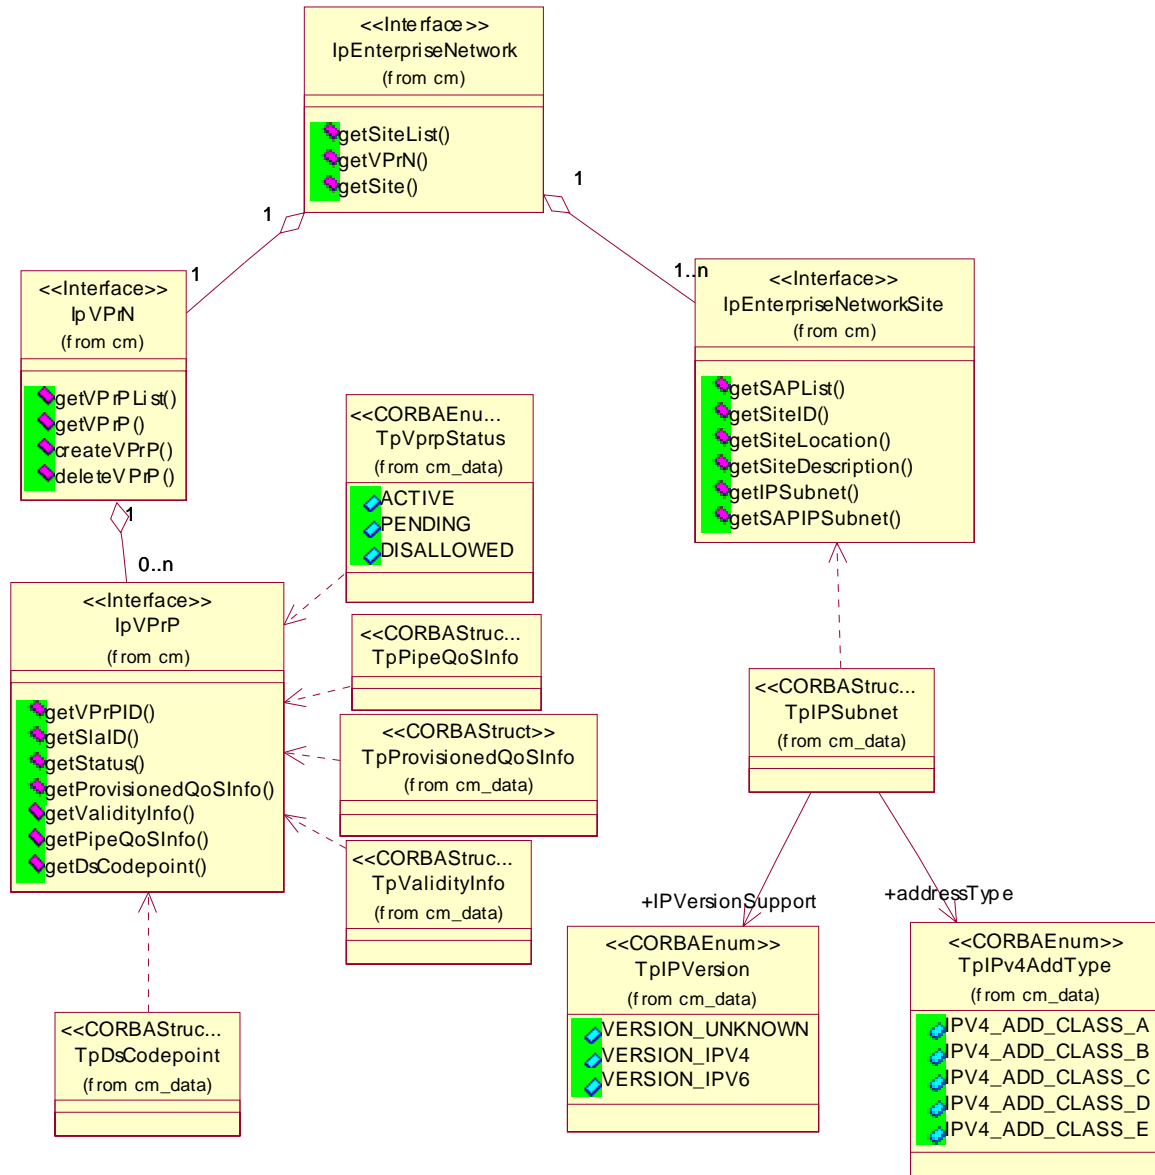 <<Interface>>
IpEnterpriseNetwork
(from cm)
getSiteList()
getVPrN()
getSite()
1
1
1
1..n
<<Interface>>
IpVPrN
(from cm)
getVPrPList()
getVPrP()
createVPrP()
deleteVPrP()
1
0..n
<<Interface>>
IpEnterpriseNetworkSite
(from cm)
getSAPList()
getSiteID()
getSiteLocation()
getSiteDescription()
getIPSubnet()
getSAPIPSubnet()
<<CORBAEnu...
TpVprpStatus
(from cm_data)
ACTIVE
PENDING
DISALLOWED
<<Interface>>
IpVPrP
(from cm)
getVPrPID()
getSlaID()
getStatus()
getProvisionedQoSInfo()
getValidityInfo()
getPipeQoSInfo()
getDsCodepoint()
<<CORBAStruc...
TpPipeQoSInfo
<<CORBAStruct>>
TpProvisionedQoSInfo
(from cm_data)
<<CORBAStruc...
TpValidityInfo
(from cm_data)
<<CORBAStruc...
TpIPSubnet
(from cm_data)
+IPVersionSupport
+addressType
<<CORBAEnum>>
TpIPVersion
(from cm_data)
VERSION_UNKNOWN
VERSION_IPV4
VERSION_IPV6
<<CORBAEnum>>
TpIPv4AddType
(from cm_data)
IPV4_ADD_CLASS_A
IPV4_ADD_CLASS_B
IPV4_ADD_CLASS_C
IPV4_ADD_CLASS_D
IPV4_ADD_CLASS_E
<<CORBAStruc...
TpDsCodepoint
(from cm_data)